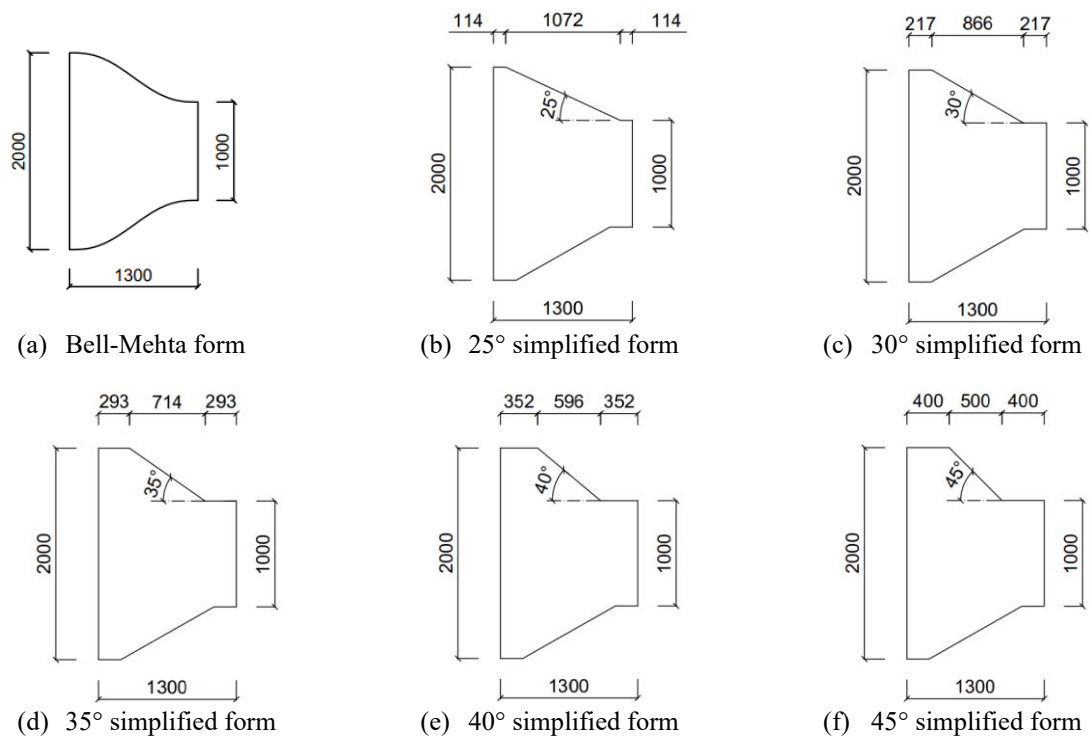 114 1072 114
217 866 217
2000
1000
1300
25°
2000
1000
1300
30°
2000
1000
1300
(a) Bell-Mehta form
(b) 25° simplified form
(c) 30° simplified form
293 714 293
352 596 352
400 500 400
35°
2000
1000
1300
40°
2000
1000
1300
45°
2000
1000
1300
(d) 35° simplified form
(e) 40° simplified form
(f) 45° simplified form